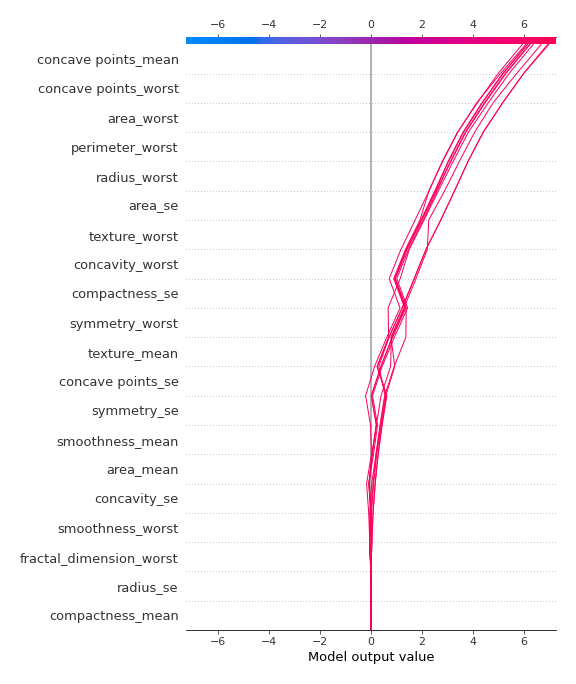 −6 −4 −2 0 2 4 6
concave points_mean
concave points_worst
area_worst
perimeter_worst
radius_worst
area_se
texture_worst
concavity_worst
compactness_se
symmetry_worst
texture_mean
concave points_se
symmetry_se
smoothness_mean
area_mean
concavity_se
smoothness_worst
fractal_dimension_worst
radius_se
compactness_mean
−6 −4 −2 0 2 4 6
Model output value